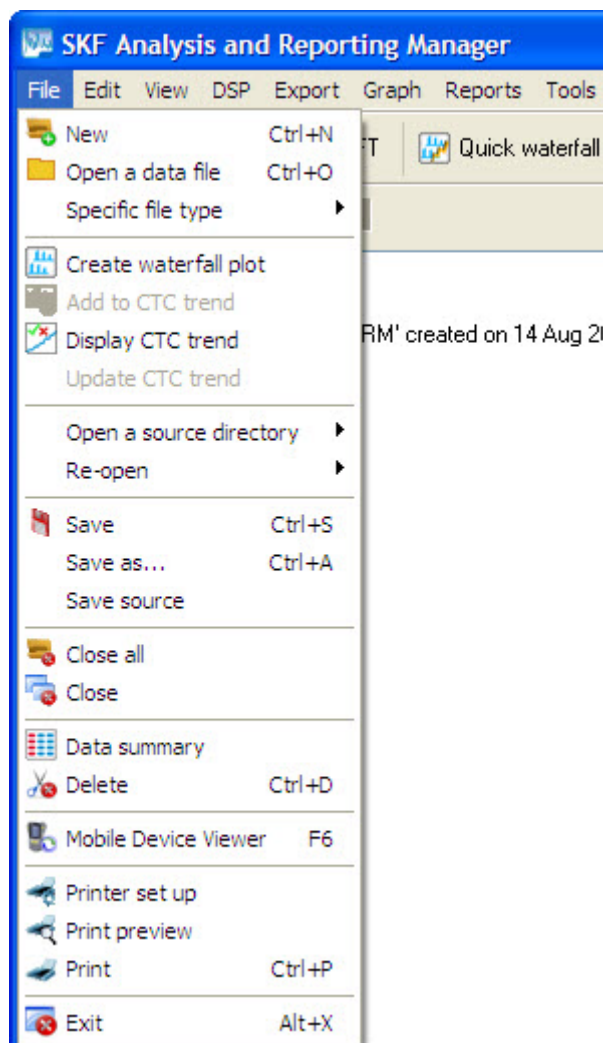 SKF Analysis and Reporting Manager
File Edit View DSP Export Graph Reports Tools
New Ctrl+N
Quick waterfall
Open a data file Ctrl+O
Specific file type
Create waterfall plot
Add to CTC trend
Display CTC trend
RM' created on 14 Aug 20
Update CTC trend
Open a source directory
Re-open
Save Ctrl+S
Save as... Ctrl+A
Save source
Close all
Close
Data summary
Delete Ctrl+D
Mobile Device Viewer F6
Printer set up
Print preview
Print Ctrl+P
Exit Alt+X